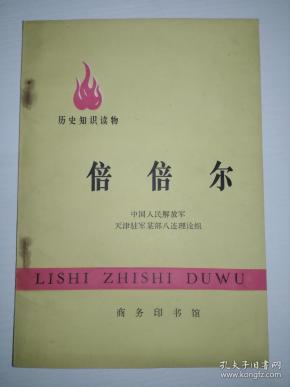 历史知识读物
倍倍尔
中国人民解放军
天津驻军某部八连理论组
LISHI ZHISHI DUWU
商务印书馆
孔夫子旧书网